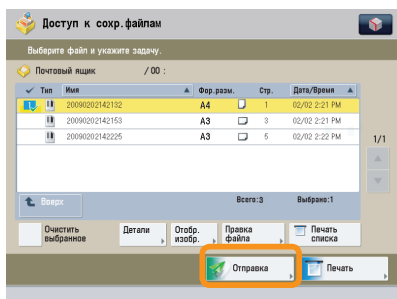 Доступ к сохр.файлам
Выберите файл и укажите задачу.
Почтовый ящик / 00 :
Тип Имя Фор.разм. Стр. Дата/Время
1 20090202142132 A4 1 02/02 2:21 PM
20090202142153 A3 3 02/02 2:21 PM
20090202142225 A3 5 02/02 2:22 PM
1/1
Вверх Всего:3 Выбрано:1
Очистить выбранное
Детали
Отобр. изобр.
Правка файла
Печать списка
Отправка
Печать